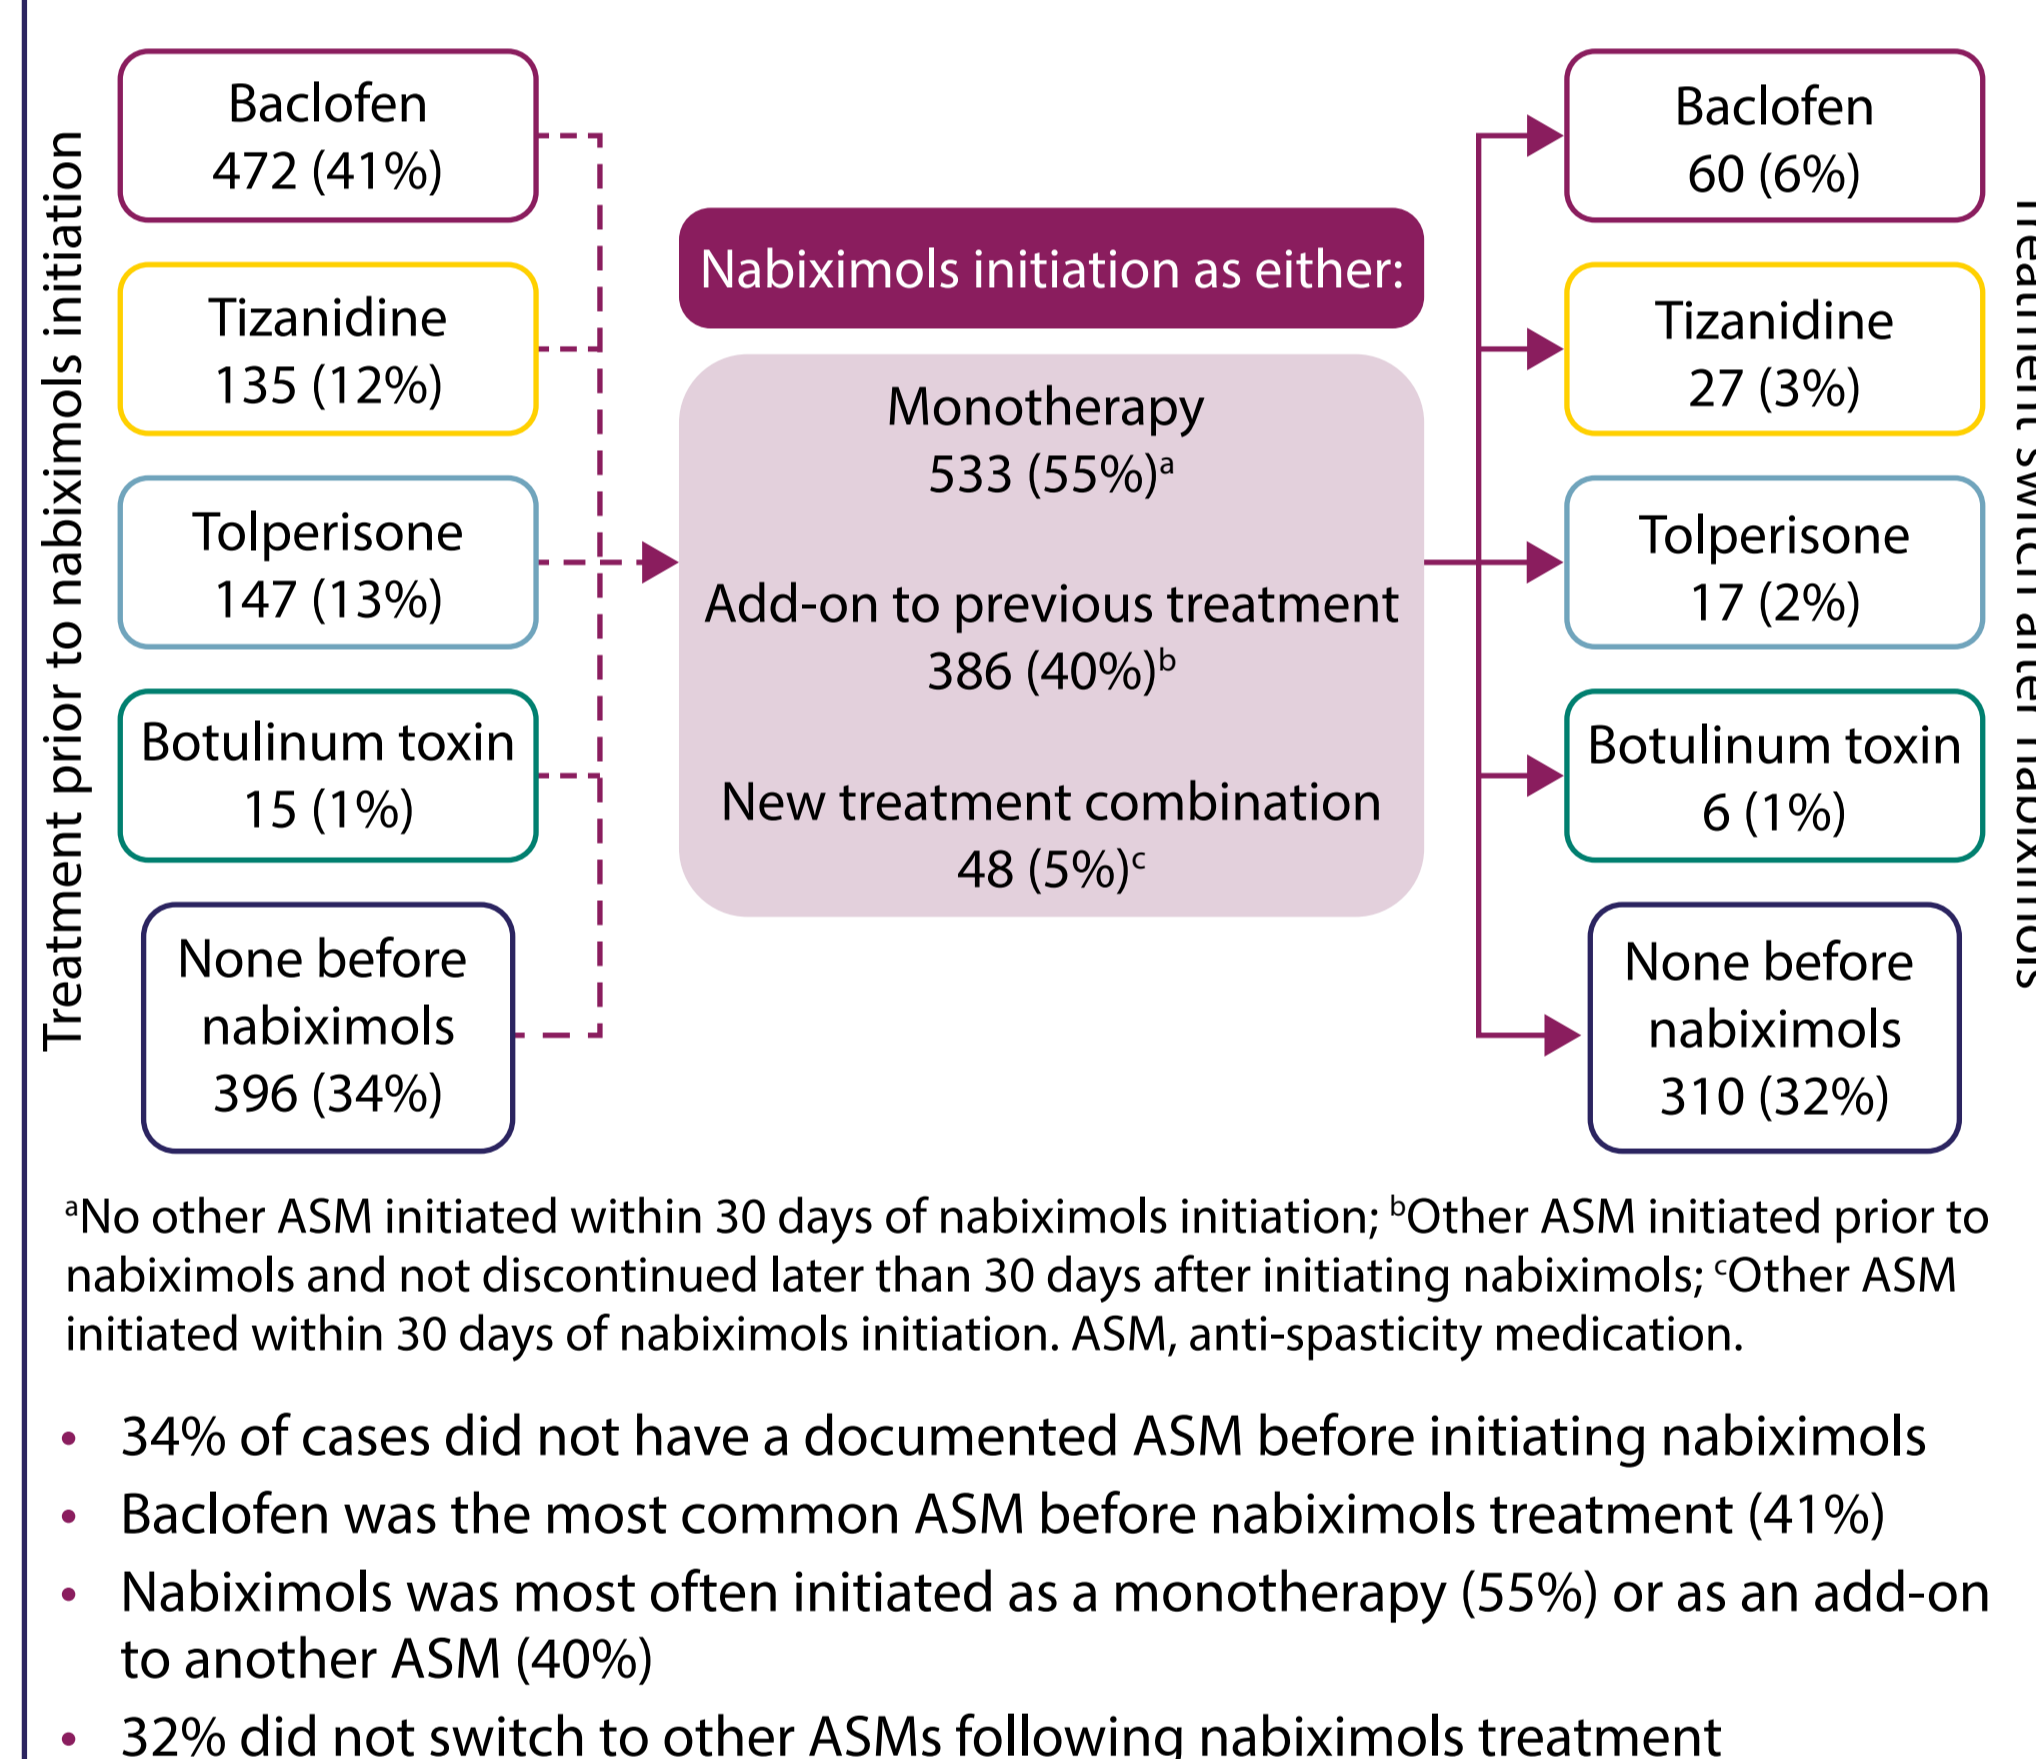 Treatment prior to nabiximols initiation
Baclofen
472 (41%)
Tizanidine
135 (12%)
Tolperisone
147 (13%)
Botulinum toxin
15 (1%)
None before
nabiximols
396 (34%)
Nabiximols initiation as either:
Monotherapy
533 (55%)ᵃ
Add-on to previous treatment
386 (40%)ᵇ
New treatment combination
48 (5%)ᶜ
Baclofen
60 (6%)
Tizanidine
27 (3%)
Tolperisone
17 (2%)
Botulinum toxin
6 (1%)
None before
nabiximols
310 (32%)
Treatment switch after nabiximols
ᵃNo other ASM initiated within 30 days of nabiximols initiation; ᵇOther ASM initiated prior to
nabiximols and not discontinued later than 30 days after initiating nabiximols; ᶜOther ASM
initiated within 30 days of nabiximols initiation. ASM, anti-spasticity medication.
• 34% of cases did not have a documented ASM before initiating nabiximols
• Baclofen was the most common ASM before nabiximols treatment (41%)
• Nabiximols was most often initiated as a monotherapy (55%) or as an add-on
to another ASM (40%)
• 32% did not switch to other ASMs following nabiximols treatment